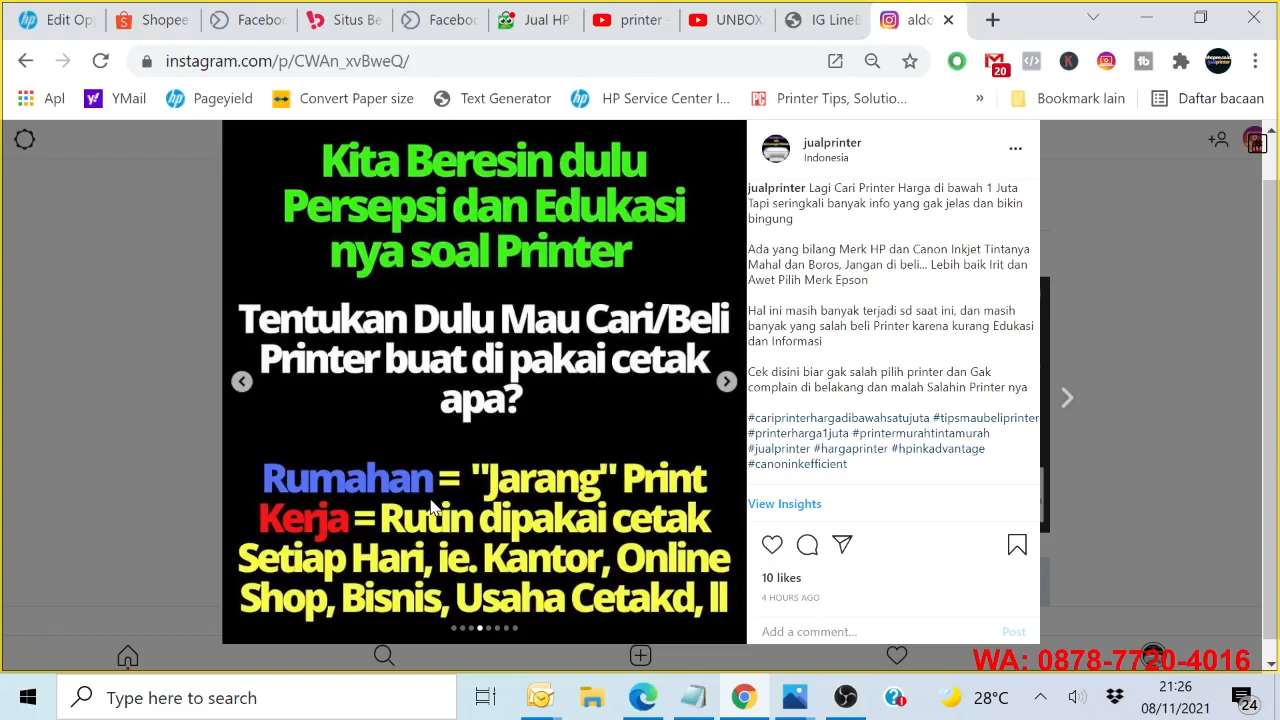 Edit Op
Shopee
Faceboo
Situs Be
Faceboo
Jual HP
printer -
UNBOX
IG LineB
aldo
instagram.com/p/CWAn_xvBweQ/
20
Apl
YMail
Pageyield
Convert Paper size
Text Generator
HP Service Center I...
Printer Tips, Solutio...
»
Bookmark lain
Daftar bacaan
Kita Beresin dulu
Persepsi dan Edukasi
nya soal Printer
Tentukan Dulu Mau Cari/Beli
Printer buat di pakai cetak
apa?
Rumahan = "Jarang" Print
Kerja = Rutin dipakai cetak
Setiap Hari, ie. Kantor, Online
Shop, Bisnis, Usaha Cetakd, ll
jualprinter
Indonesia
jualprinter Lagi Cari Printer Harga di bawah 1 Juta
Tapi seringkali banyak info yang gak jelas dan bikin
bingung
Ada yang bilang Merk HP dan Canon Inkjet Tintanya
Mahal dan Boros, Jangan di beli... Lebih baik Irit dan
Awet Pilih Merk Epson
Hal ini masih banyak terjadi sd saat ini, dan masih
banyak yang salah beli Printer karena kurang Edukasi
dan Informasi
Cek disini biar gak salah pilih printer dan Gak
complain di belakang dan malah Salahin Printer nya
#cariprinterhargadibawahsatujuta #tipsmaubeliprinter
#printerharga1juta #printermurahtintamurah
#jualprinter #hargaprinter #hpinkadvantage
#canoninkefficient
View Insights
10 likes
4 HOURS AGO
Add a comment...
Post
WA: 0878-7720-4016
Type here to search
28°C
21:26
08/11/2021
24